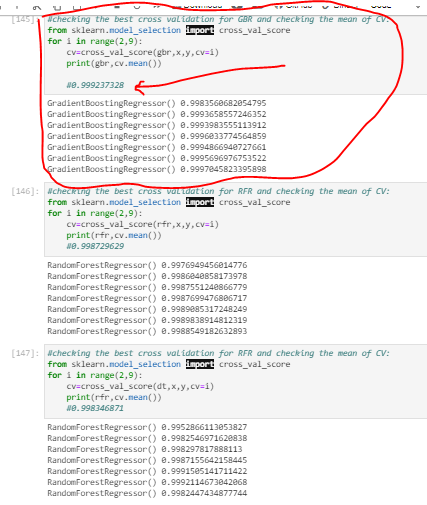 [145]: #checking the best cross validation for GBR and checking the mean of CV:
from sklearn.model_selection import cross_val_score
for i in range(2,9):
cv=cross_val_score(gbr,x,y,cv=i)
print(gbr,cv.mean())
#0.999237328
GradientBoostingRegressor() 0.9983560682054795
GradientBoostingRegressor() 0.9993658557246352
GradientBoostingRegressor() 0.9993983555113912
GradientBoostingRegressor() 0.9996033774564859
GradientBoostingRegressor() 0.9994866940727661
GradientBoostingRegressor() 0.9995696976753522
GradientBoostingRegressor() 0.9997045823395898
[146]: #checking the best cross validation for RFR and checking the mean of CV:
from sklearn.model_selection import cross_val_score
for i in range(2,9):
cv=cross_val_score(rfr,x,y,cv=i)
print(rfr,cv.mean())
#0.998729629
RandomForestRegressor() 0.9976949456014776
RandomForestRegressor() 0.9986040858173978
RandomForestRegressor() 0.9987551240866779
RandomForestRegressor() 0.9987699476806717
RandomForestRegressor() 0.9989085317248249
RandomForestRegressor() 0.9989838914812319
RandomForestRegressor() 0.9988549182632893
[147]: #checking the best cross validation for RFR and checking the mean of CV:
from sklearn.model_selection import cross_val_score
for i in range(2,9):
cv=cross_val_score(dt,x,y,cv=i)
print(rfr,cv.mean())
#0.998346871
RandomForestRegressor() 0.9952866113053827
RandomForestRegressor() 0.9982546971620838
RandomForestRegressor() 0.998297817888113
RandomForestRegressor() 0.9987155642158445
RandomForestRegressor() 0.9991505141711422
RandomForestRegressor() 0.9992114673042068
RandomForestRegressor() 0.9982447434877744